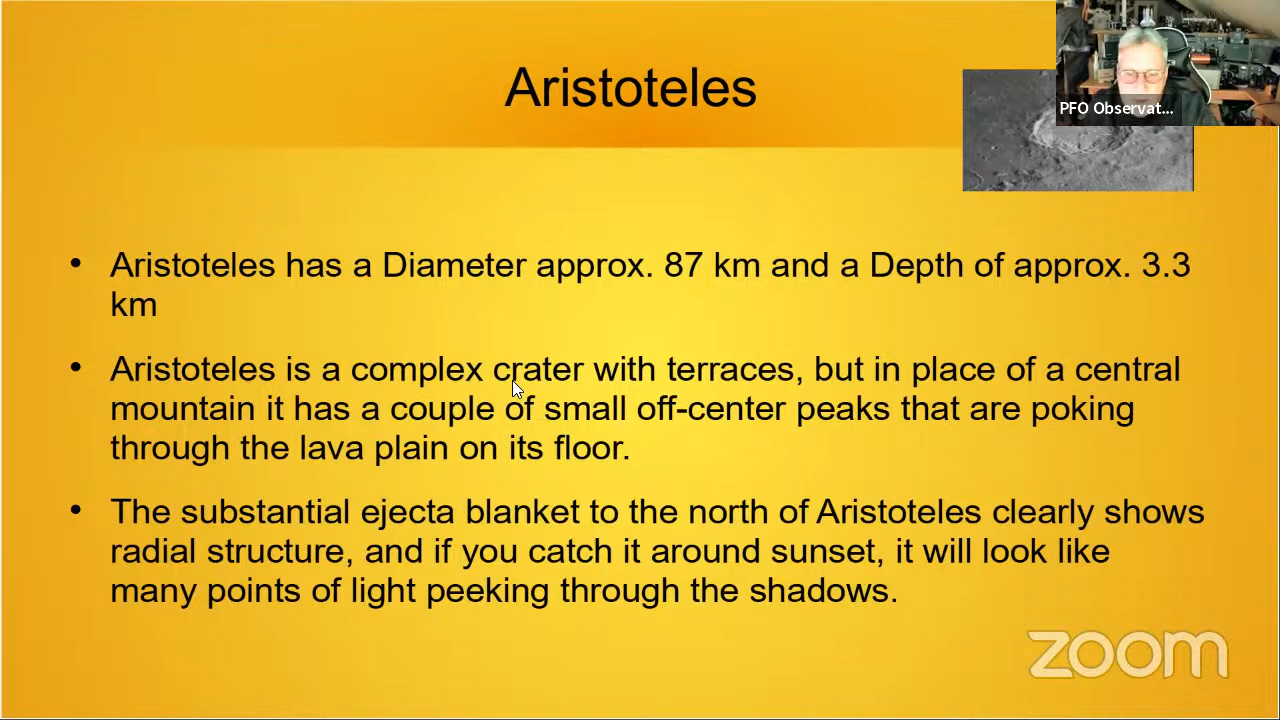 Aristoteles
PFO Observat...
• Aristoteles has a Diameter approx. 87 km and a Depth of approx. 3.3
km
• Aristoteles is a complex crater with terraces, but in place of a central
mountain it has a couple of small off-center peaks that are poking
through the lava plain on its floor.
• The substantial ejecta blanket to the north of Aristoteles clearly shows
radial structure, and if you catch it around sunset, it will look like
many points of light peeking through the shadows.
zoom